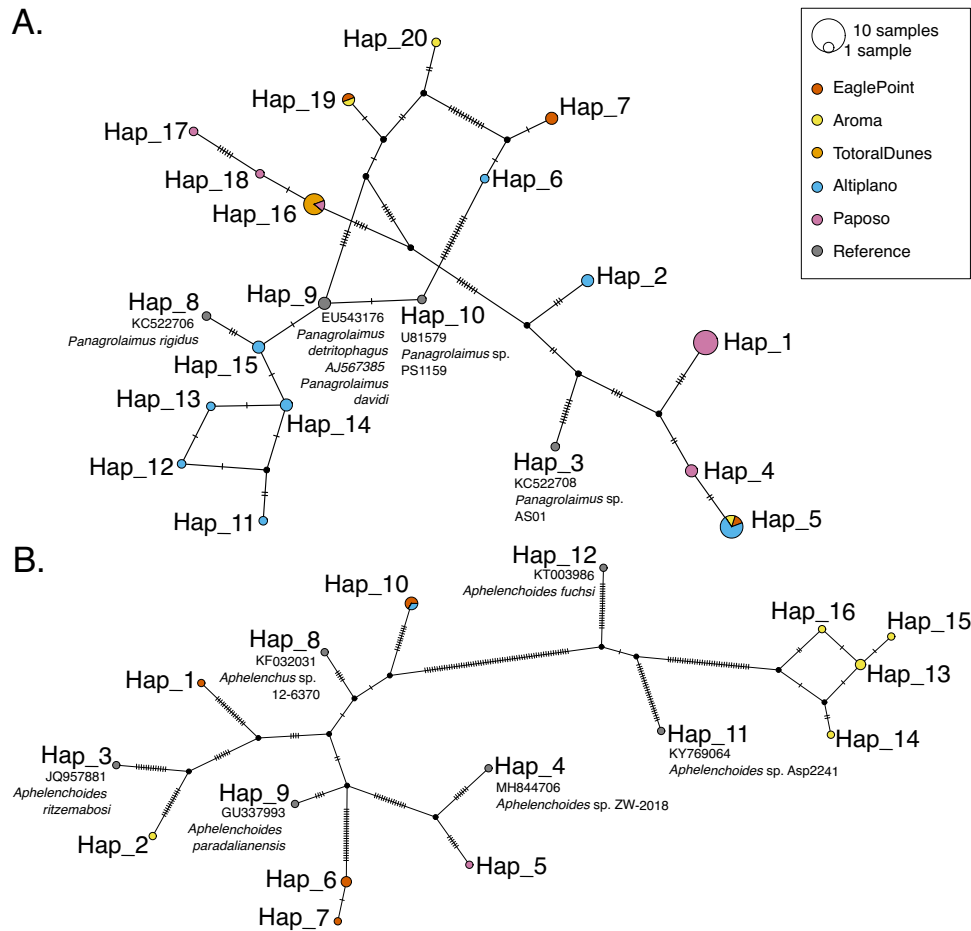 A.
Hap_20
Hap_19
Hap_7
Hap_17
Hap_18
Hap_6
Hap_16
Hap_2
Hap_9
EU543176
Panagrolaimus
detritophagus
AJ567385
Panagrolaimus
davidi
Hap_10
U81579
Panagrolaimus sp.
PS1159
Hap_8
KC522706
Panagrolaimus rigidus
Hap_15
Hap_1
Hap_13
Hap_14
Hap_12
Hap_11
Hap_3
KC522708
Panagrolaimus sp.
AS01
Hap_4
Hap_5
10 samples
1 sample
EaglePoint
Aroma
TotoralDunes
Altiplano
Paposo
Reference
B.
Hap_12
KT003986
Aphelenchoides fuchsi
Hap_10
Hap_8
KF032031
Aphelenchus sp.
12-6370
Hap_16
Hap_15
Hap_13
Hap_14
Hap_1
Hap_11
KY769064
Aphelenchoides sp. Asp2241
Hap_3
JQ957881
Aphelenchoides
ritzemabosi
Hap_4
MH844706
Aphelenchoides sp. ZW-2018
Hap_9
GU337993
Aphelenchoides
paradalianensis
Hap_2
Hap_5
Hap_6
Hap_7